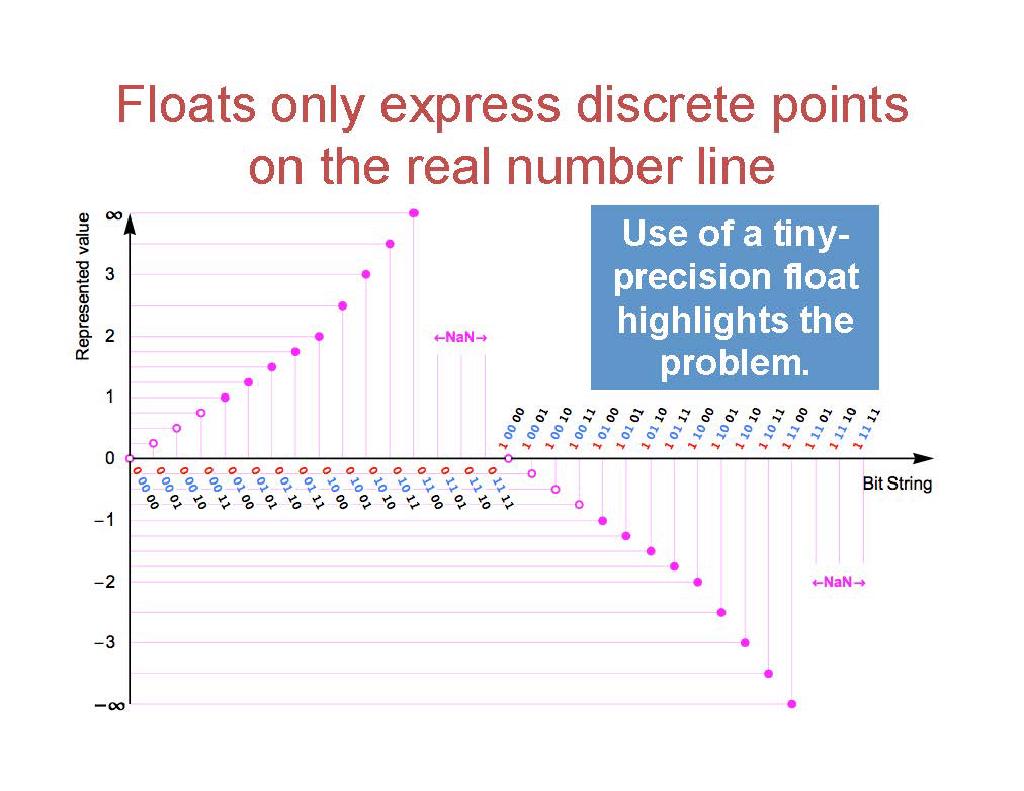 Floats only express discrete points
on the real number line
Use of a tiny-
precision float
highlights the
problem.
Represented value
∞
3
2
1
0
−1
−2
−3
−∞
←NaN→
1 00 00
1 00 01
1 00 10
1 00 11
1 01 00
1 01 01
1 01 10
1 01 11
1 10 00
1 10 01
1 10 10
1 10 11
1 11 00
1 11 01
1 11 10
1 11 11
0 00 00
0 00 01
0 00 10
0 00 11
0 01 00
0 01 01
0 01 10
0 01 11
0 10 00
0 10 01
0 10 10
0 10 11
0 11 00
0 11 01
0 11 10
0 11 11
Bit String
←NaN→